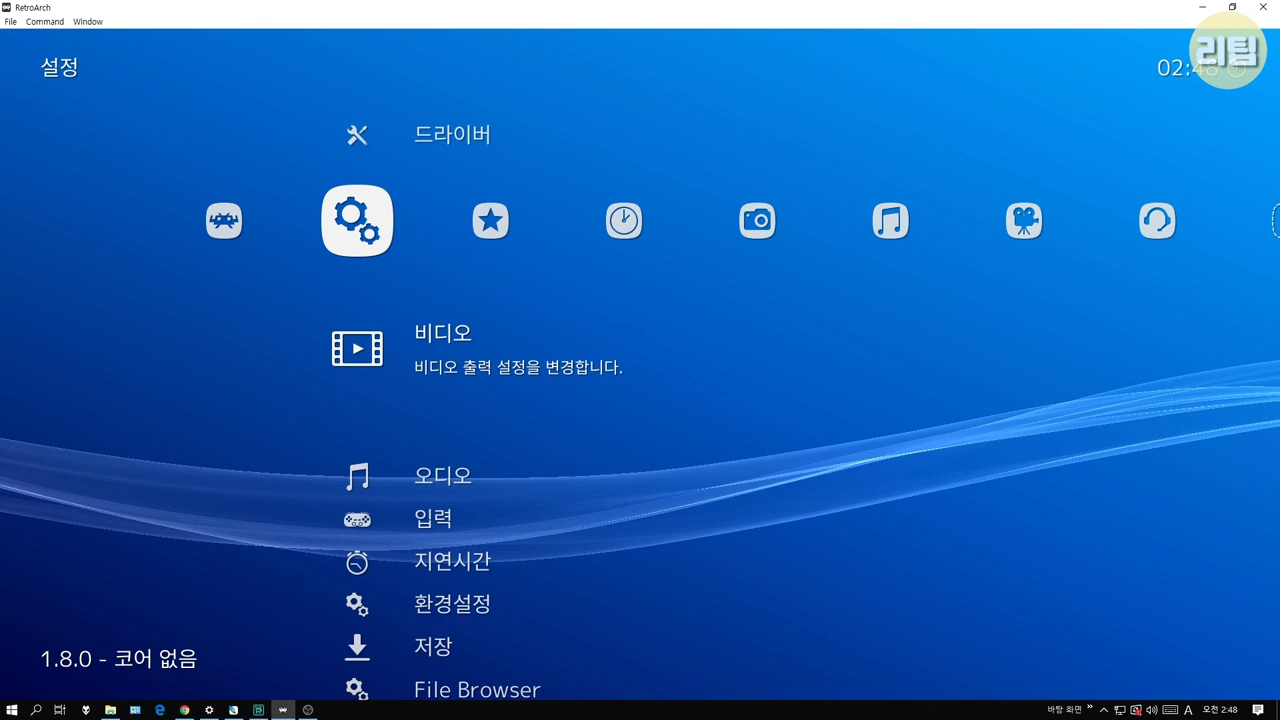 RetroArch
File Command Window
설정
리팁
02:48
드라이버
비디오
비디오 출력 설정을 변경합니다.
오디오
입력
지연시간
환경설정
저장
1.8.0 - 코어 없음
File Browser
바탕 화면
A
오전 2:48